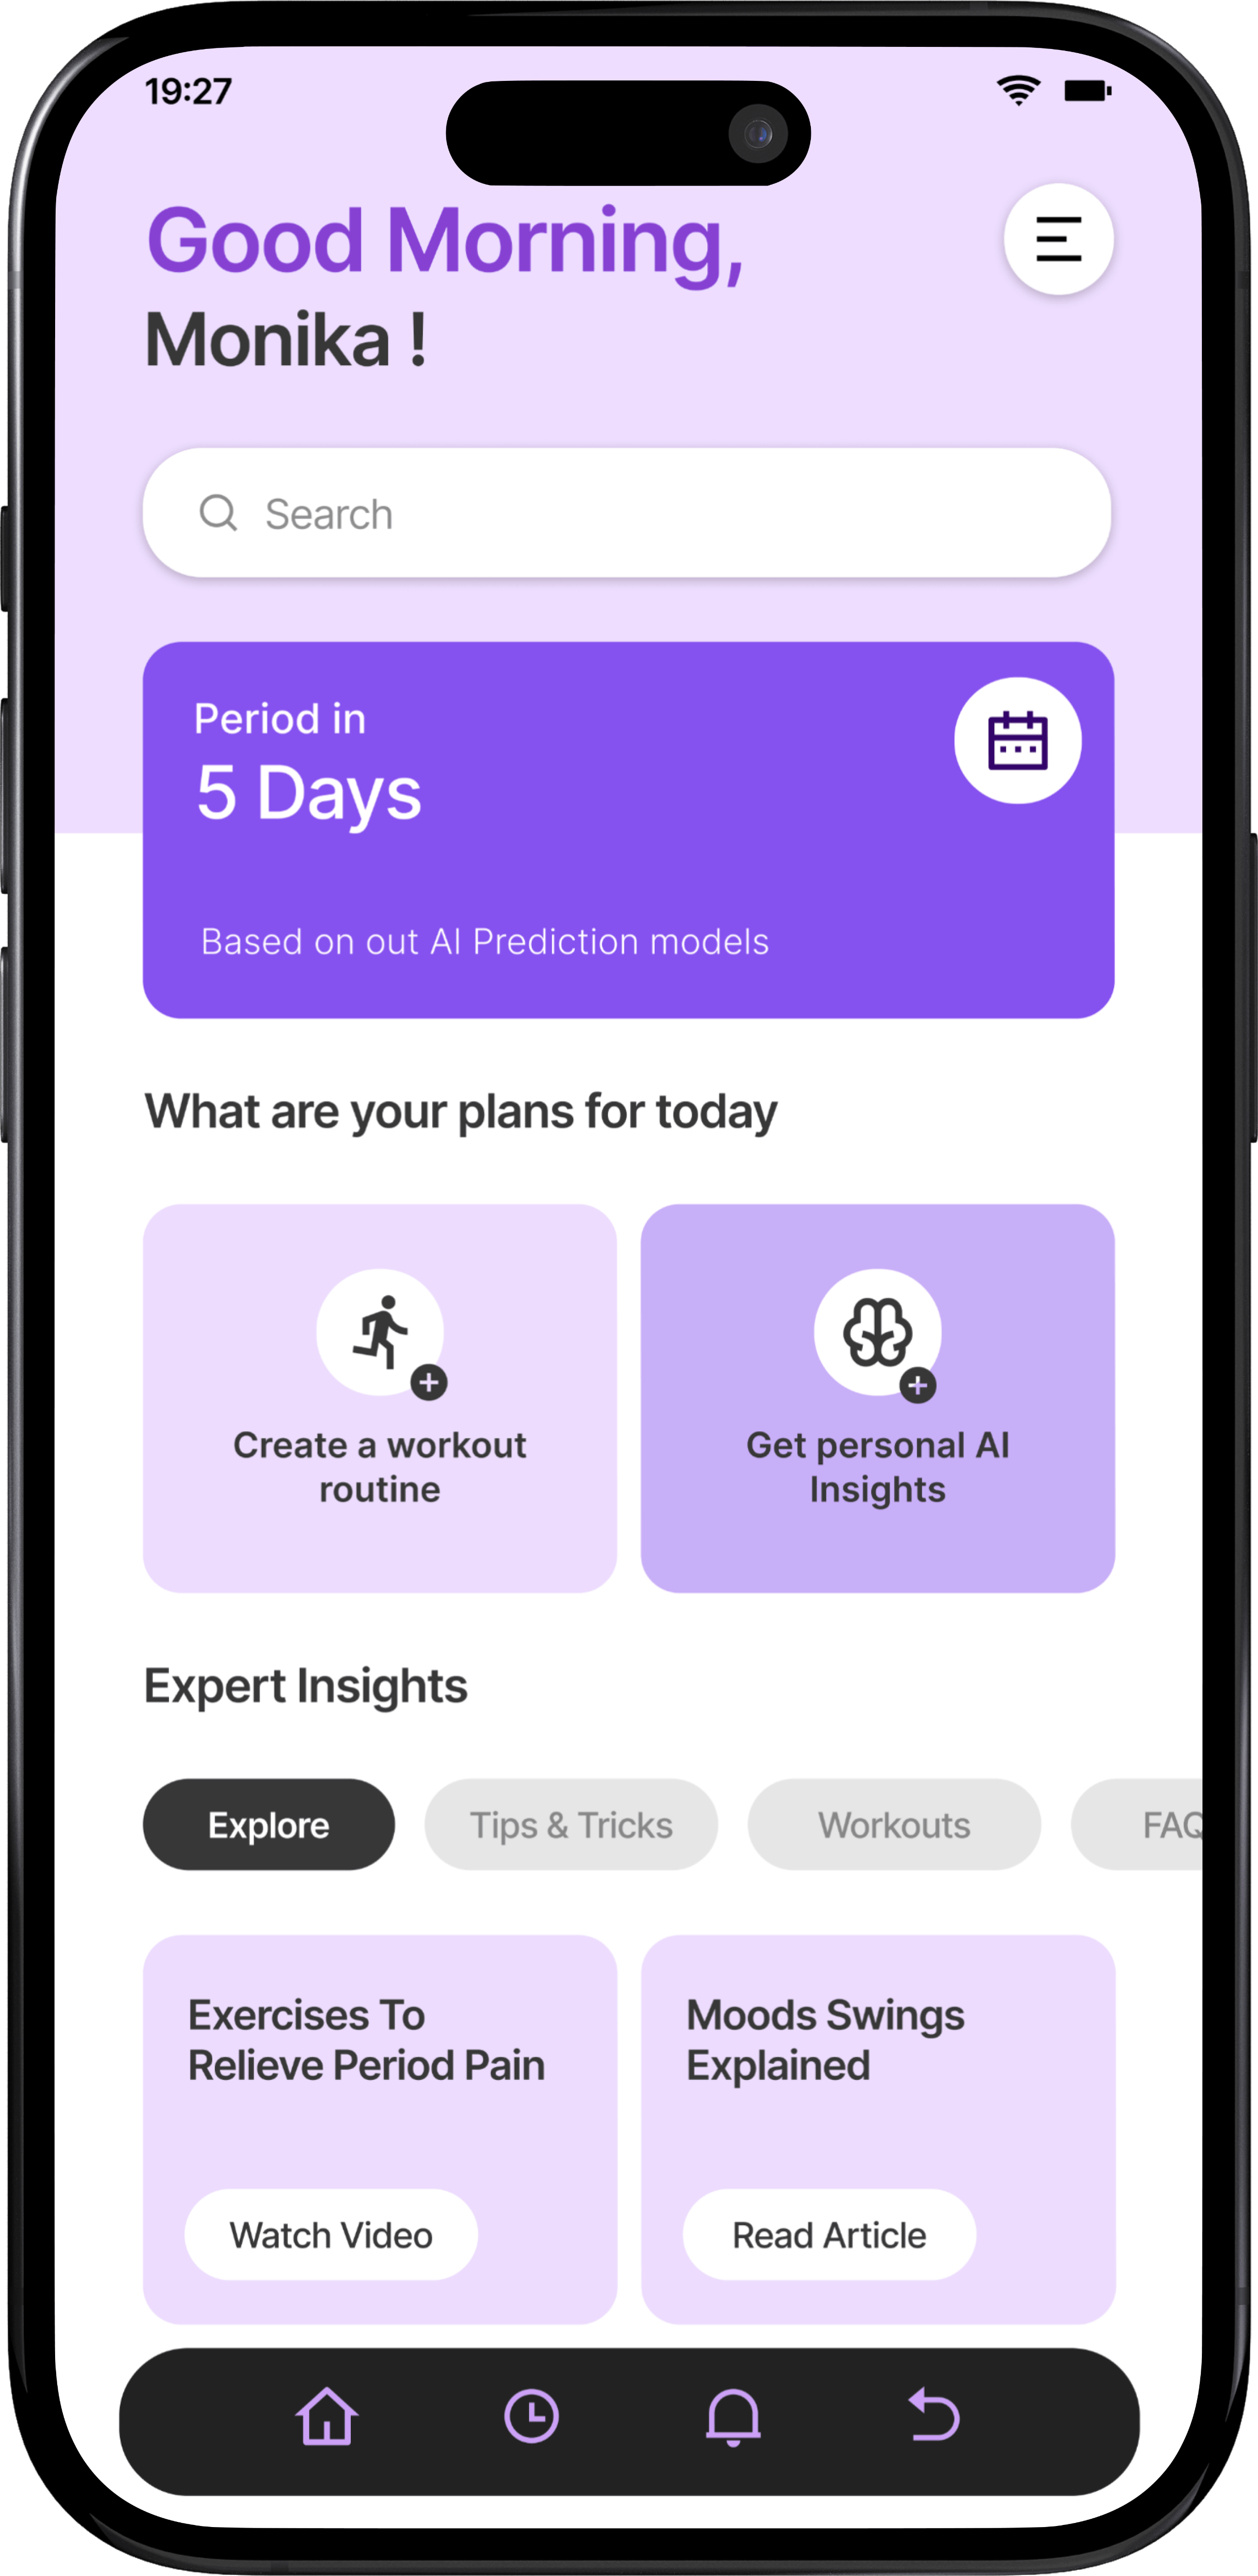 19:27
Good Morning,
Monika !
Search
Period in
5 Days
Based on out AI Prediction models
What are your plans for today
Create a workout
routine
Get personal AI
Insights
Expert Insights
Explore
Tips & Tricks
Workouts
FAQ
Exercises To
Relieve Period Pain
Moods Swings
Explained
Watch Video
Read Article